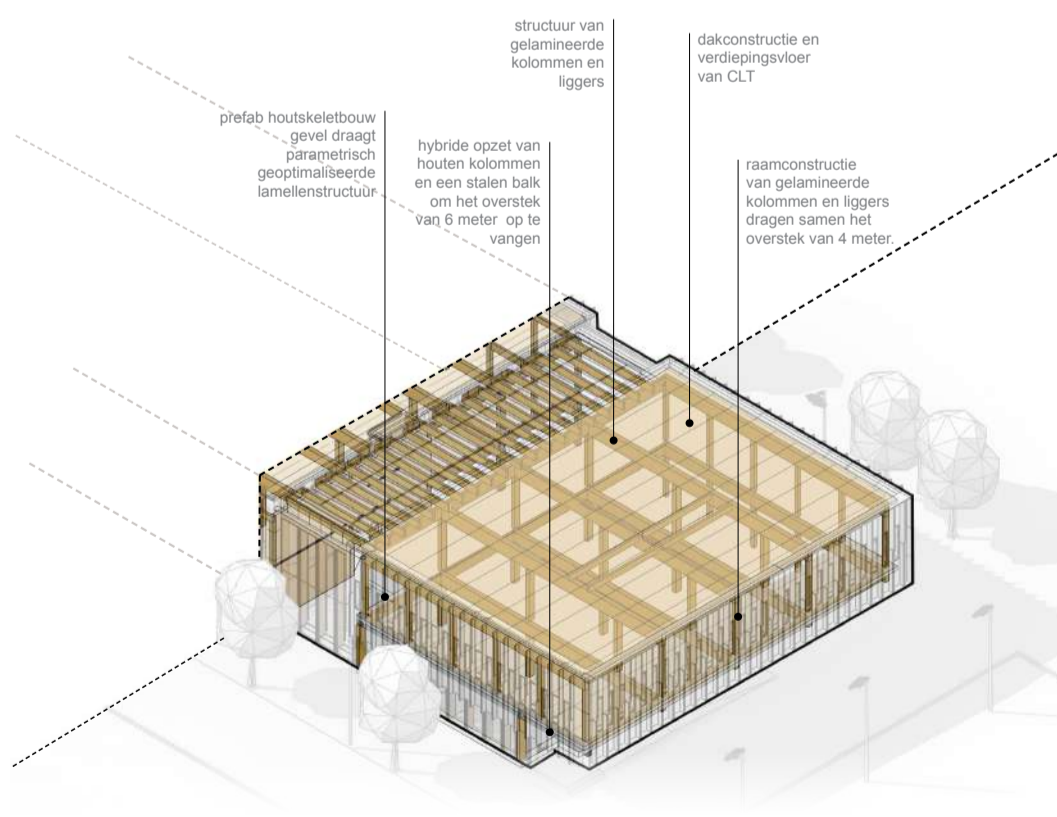 prefab houtskeletbouw
gevel draagt
parametrisch
geoptimaliseerde
lamellenstructuur
hybride opzet van
houten kolommen
en een stalen balk
om het overstek
van 6 meter op te
vangen
structuur van
gelamineerde
kolommen en
liggers
dakconstructie en
verdiepingsvloer
van CLT
raamconstructie
van gelamineerde
kolommen en liggers
dragen samen het
overstek van 4 meter.